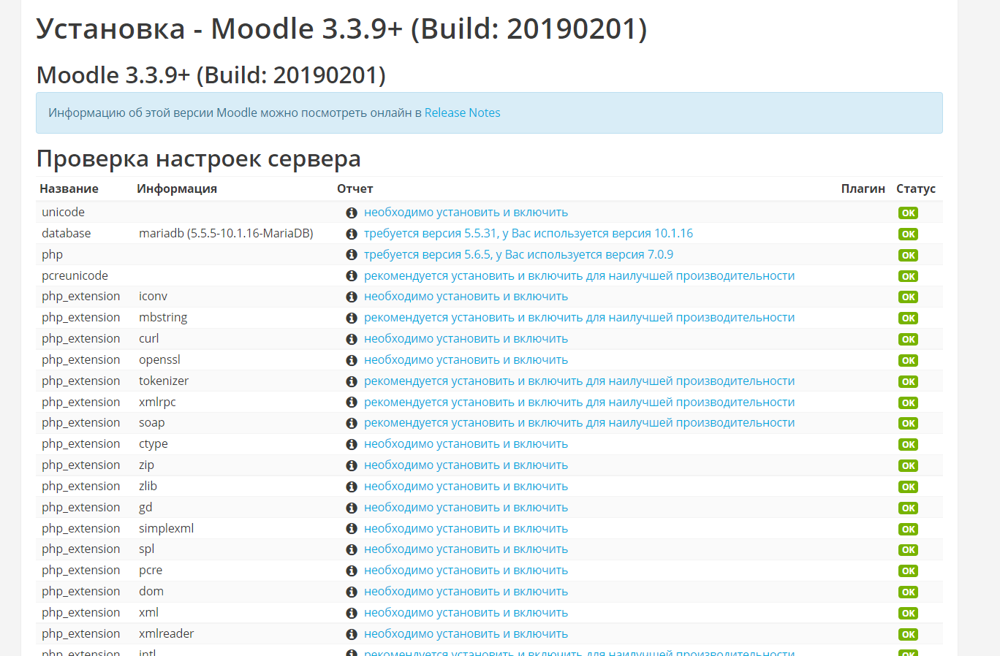 Установка - Moodle 3.3.9+ (Build: 20190201)
Moodle 3.3.9+ (Build: 20190201)
Информацию об этой версии Moodle можно посмотреть онлайн в Release Notes
Проверка настроек сервера
Название Информация Отчет Плагин Статус
unicode необходимо установить и включить OK
database mariadb (5.5.5-10.1.16-MariaDB) требуется версия 5.5.31, у Вас используется версия 10.1.16 OK
php требуется версия 5.6.5, у Вас используется версия 7.0.9 OK
pcreunicode рекомендуется установить и включить для наилучшей производительности OK
php_extension iconv необходимо установить и включить OK
php_extension mbstring рекомендуется установить и включить для наилучшей производительности OK
php_extension curl необходимо установить и включить OK
php_extension openssl необходимо установить и включить OK
php_extension tokenizer рекомендуется установить и включить для наилучшей производительности OK
php_extension xmlrpc рекомендуется установить и включить для наилучшей производительности OK
php_extension soap рекомендуется установить и включить для наилучшей производительности OK
php_extension ctype необходимо установить и включить OK
php_extension zip необходимо установить и включить OK
php_extension zlib необходимо установить и включить OK
php_extension gd необходимо установить и включить OK
php_extension simplexml необходимо установить и включить OK
php_extension spl необходимо установить и включить OK
php_extension pcre необходимо установить и включить OK
php_extension dom необходимо установить и включить OK
php_extension xml необходимо установить и включить OK
php_extension xmlreader необходимо установить и включить OK
php_extension intl рекомендуется установить и включить для наилучшей производительности OK